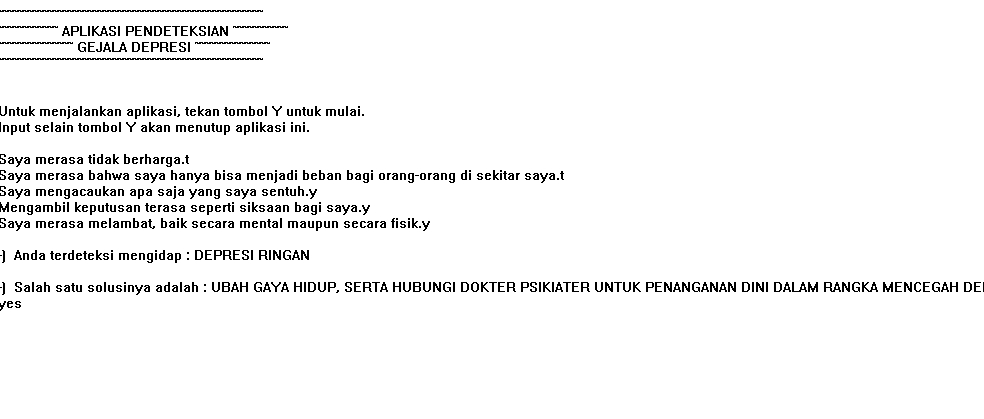 ~~~~~~~~~~~~~~~~~~~~~~~~~~~~~~~~~~~~~~~~~~~~
~~~~~~~~~~ APLIKASI PENDETEKSIAN ~~~~~~~~~
~~~~~~~~~~~~ GEJALA DEPRESI ~~~~~~~~~~~~
~~~~~~~~~~~~~~~~~~~~~~~~~~~~~~~~~~~~~~~~~~~~
Untuk menjalankan aplikasi, tekan tombol Y untuk mulai.
Input selain tombol Y akan menutup aplikasi ini.
Saya merasa tidak berharga.t
Saya merasa bahwa saya hanya bisa menjadi beban bagi orang-orang di sekitar saya.t
Saya mengacaukan apa saja yang saya sentuh.y
Mengambil keputusan terasa seperti siksaan bagi saya.y
Saya merasa melambat, baik secara mental maupun secara fisik.y
-) Anda terdeteksi mengidap : DEPRESI RINGAN
-) Salah satu solusinya adalah : UBAH GAYA HIDUP, SERTA HUBUNGI DOKTER PSIKIATER UNTUK PENANGANAN DINI DALAM RANGKA MENCEGAH
yes